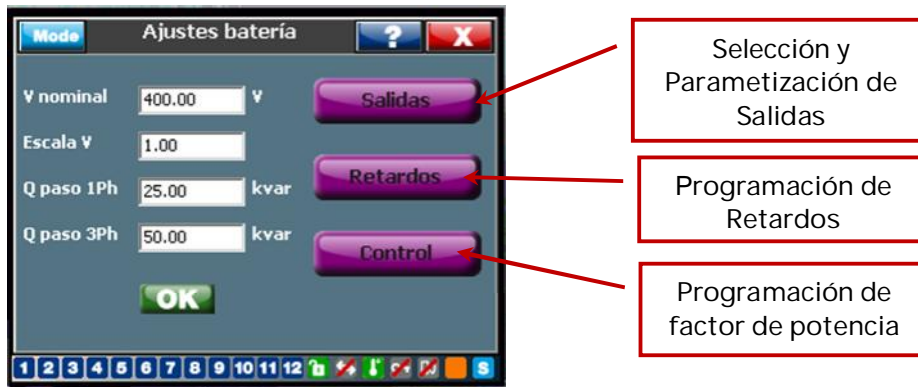 Mode Ajustes batería ? X
V nominal 400.00 V Salidas
Escala V 1.00
Q paso 1Ph 25.00 kvar Retardos
Q paso 3Ph 50.00 kvar Control
OK
1 2 3 4 5 6 7 8 9 10 11 12 S
Selección y
Parametización de
Salidas
Programación de
Retardos
Programación de
factor de potencia